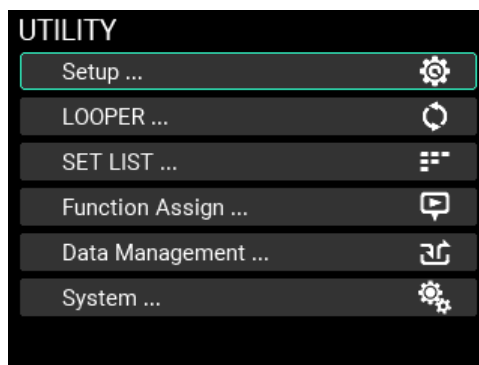 UTILITY
Setup ...
LOOPER ...
SET LIST ...
Function Assign ...
Data Management ...
System ...